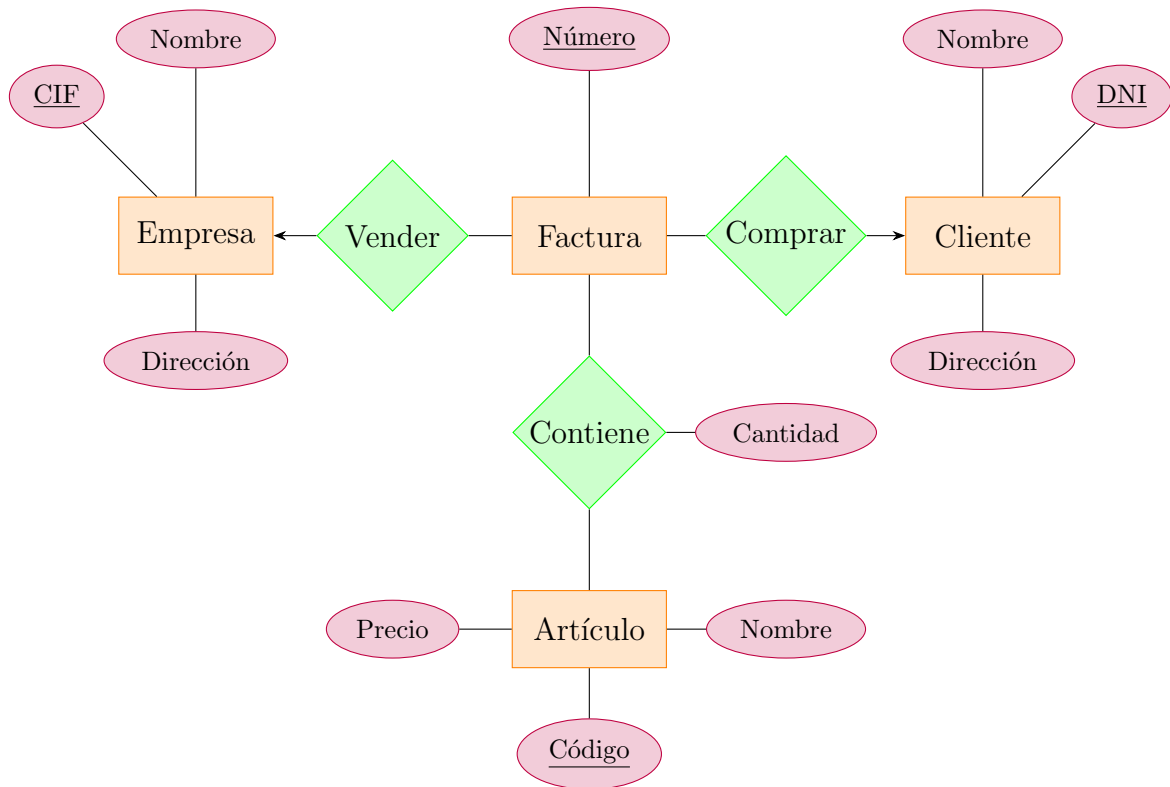 Nombre
Número
Nombre
CIF
DNI
Empresa
Vender
Factura
Comprar
Cliente
Dirección
Dirección
Contiene
Cantidad
Precio
Artículo
Nombre
Código